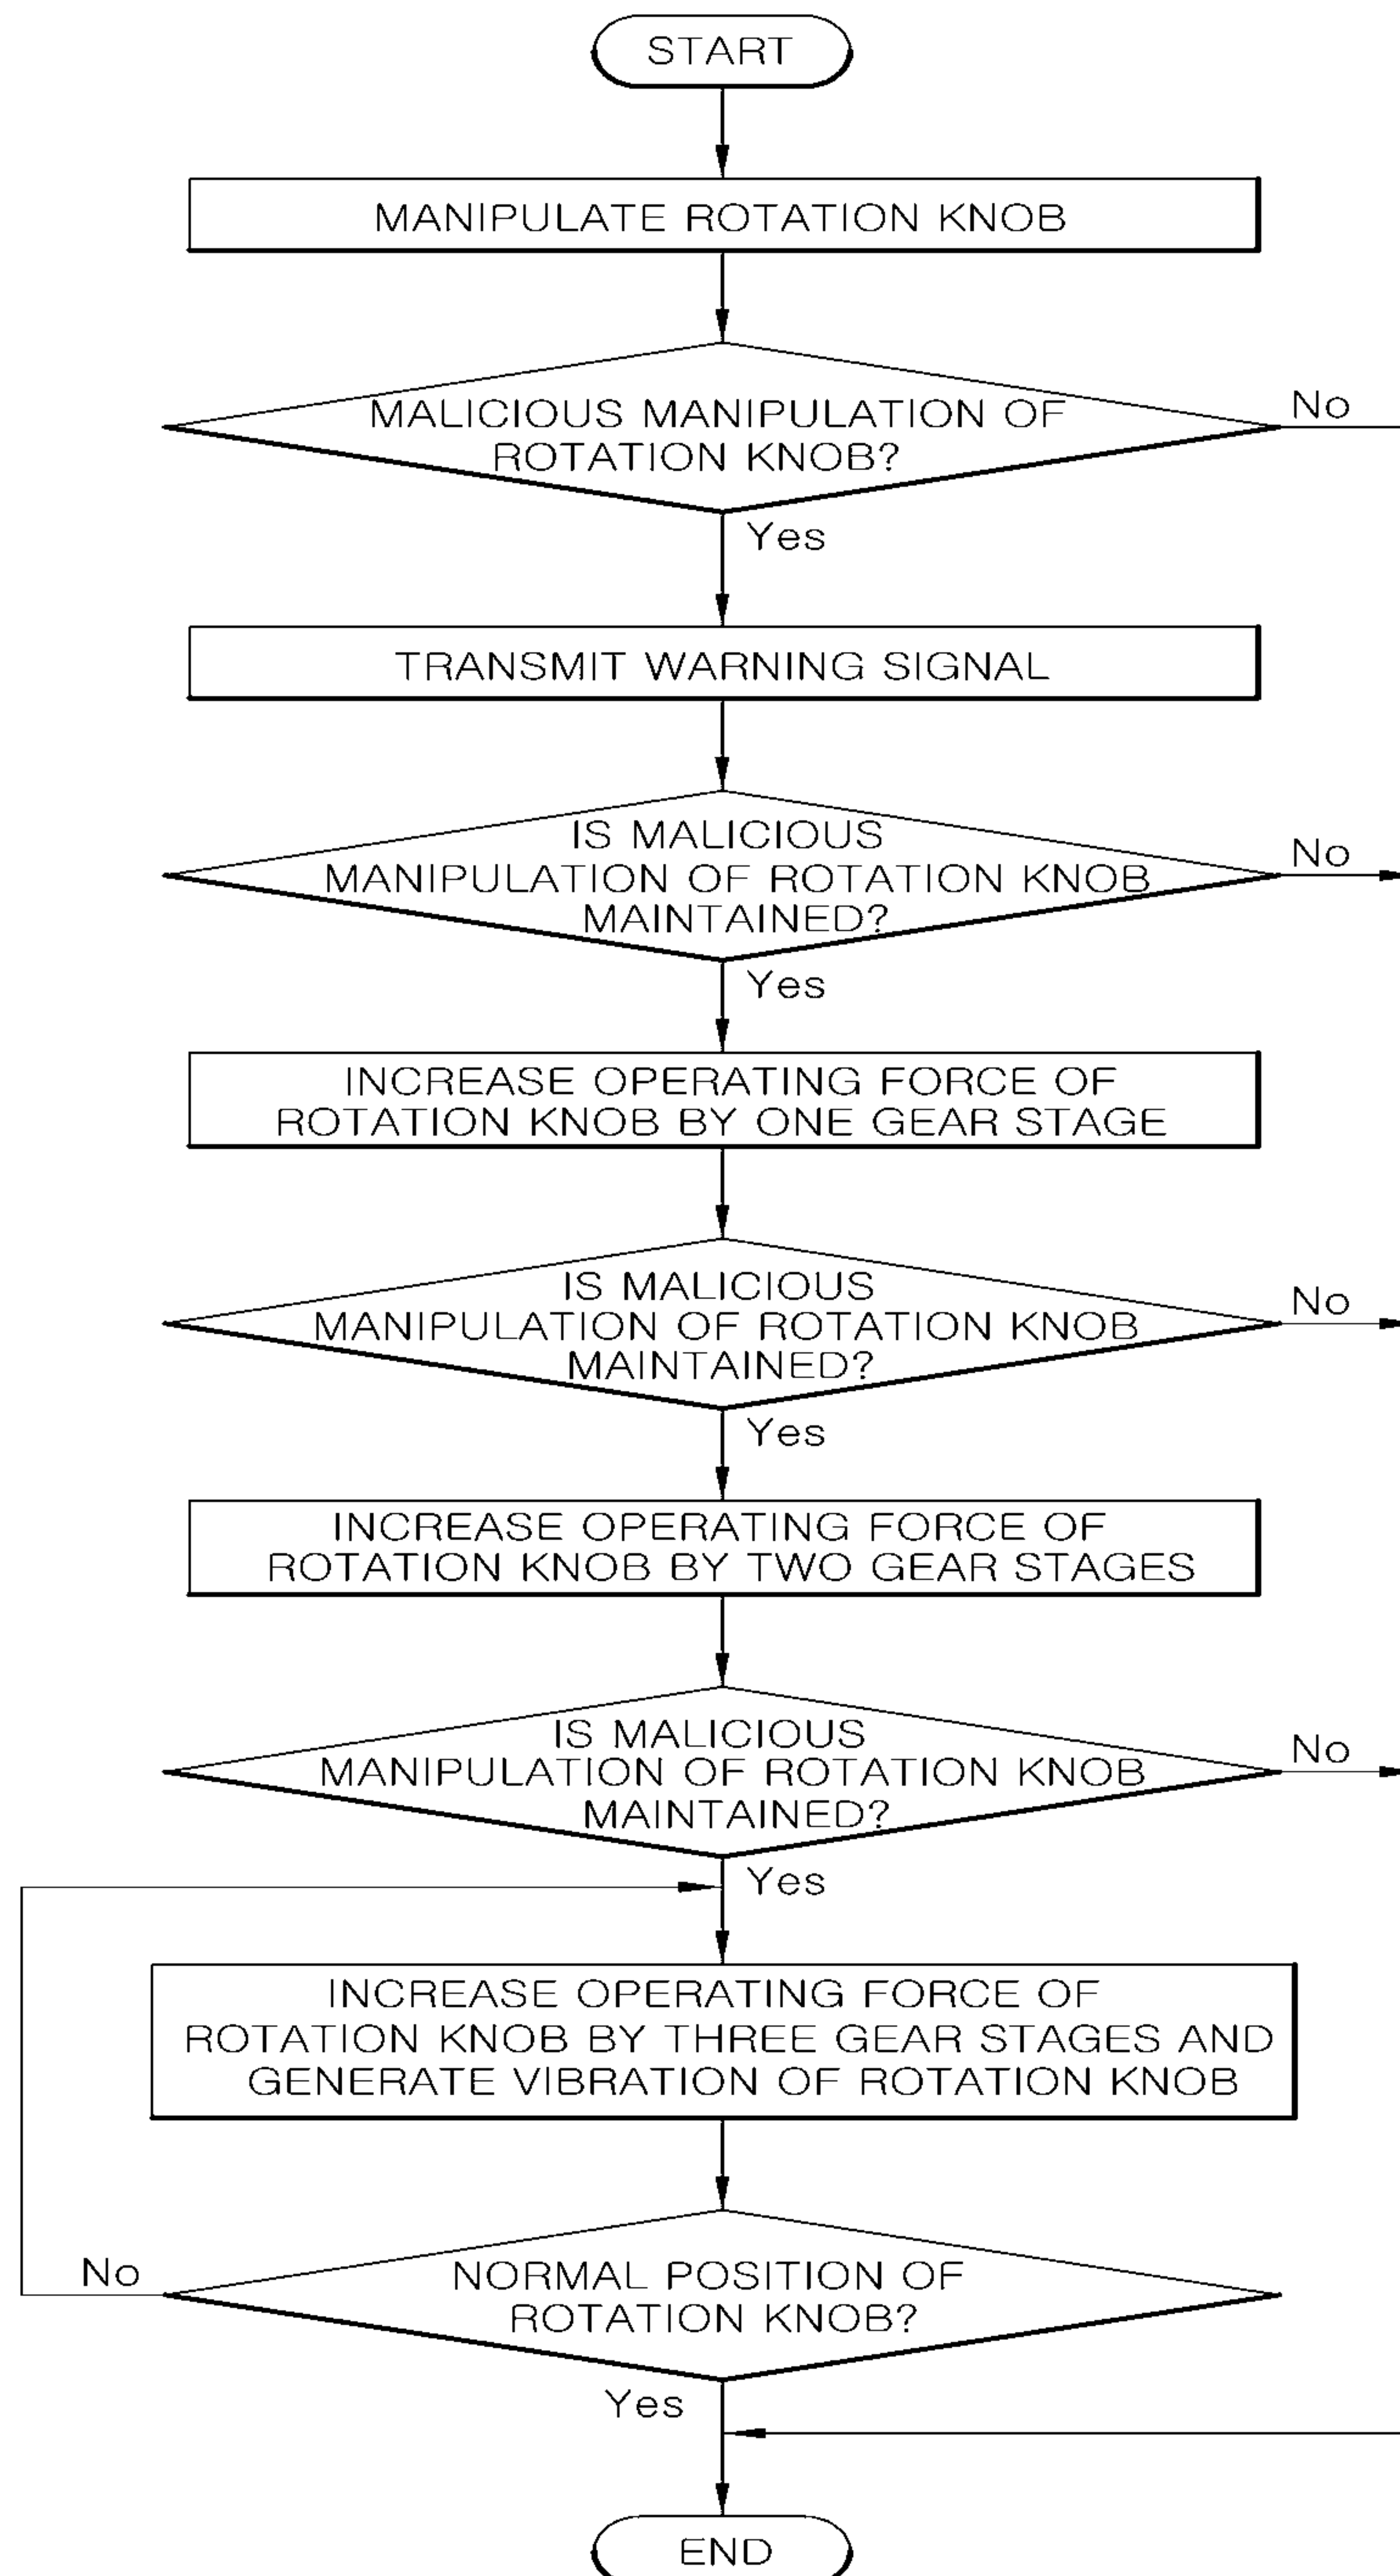 START
MANIPULATE ROTATION KNOB
MALICIOUS MANIPULATION OF
ROTATION KNOB?
No
Yes
TRANSMIT WARNING SIGNAL
IS MALICIOUS
MANIPULATION OF ROTATION KNOB
MAINTAINED?
No
Yes
INCREASE OPERATING FORCE OF
ROTATION KNOB BY ONE GEAR STAGE
IS MALICIOUS
MANIPULATION OF ROTATION KNOB
MAINTAINED?
No
Yes
INCREASE OPERATING FORCE OF
ROTATION KNOB BY TWO GEAR STAGES
IS MALICIOUS
MANIPULATION OF ROTATION KNOB
MAINTAINED?
No
Yes
INCREASE OPERATING FORCE OF
ROTATION KNOB BY THREE GEAR STAGES AND
GENERATE VIBRATION OF ROTATION KNOB
NORMAL POSITION OF
ROTATION KNOB?
No
Yes
END